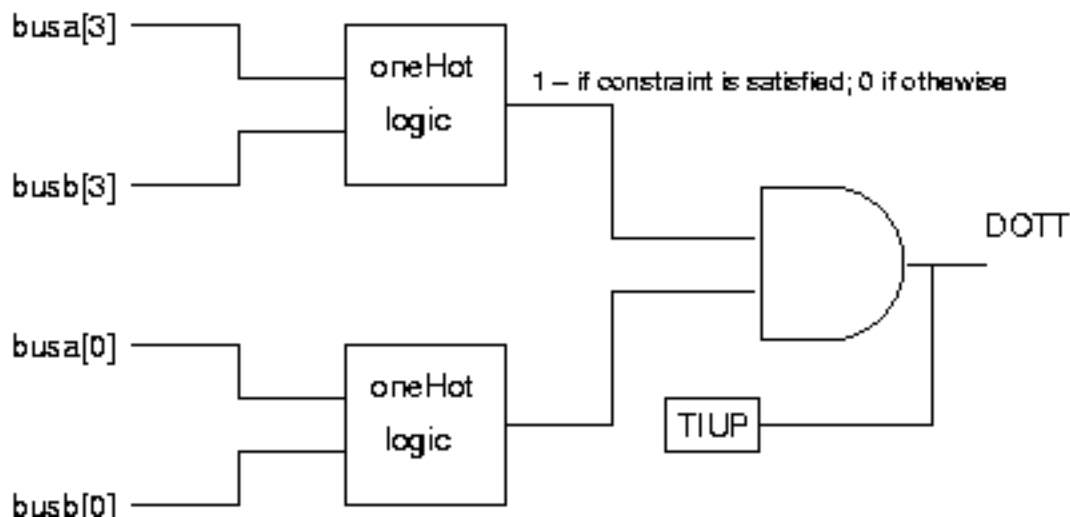 busa[3]
oneHot
logic
1 – if constraint is satisfied; 0 if othewise
busb[3]
DOTT
busa[0]
oneHot
logic
TIUP
busb[0]